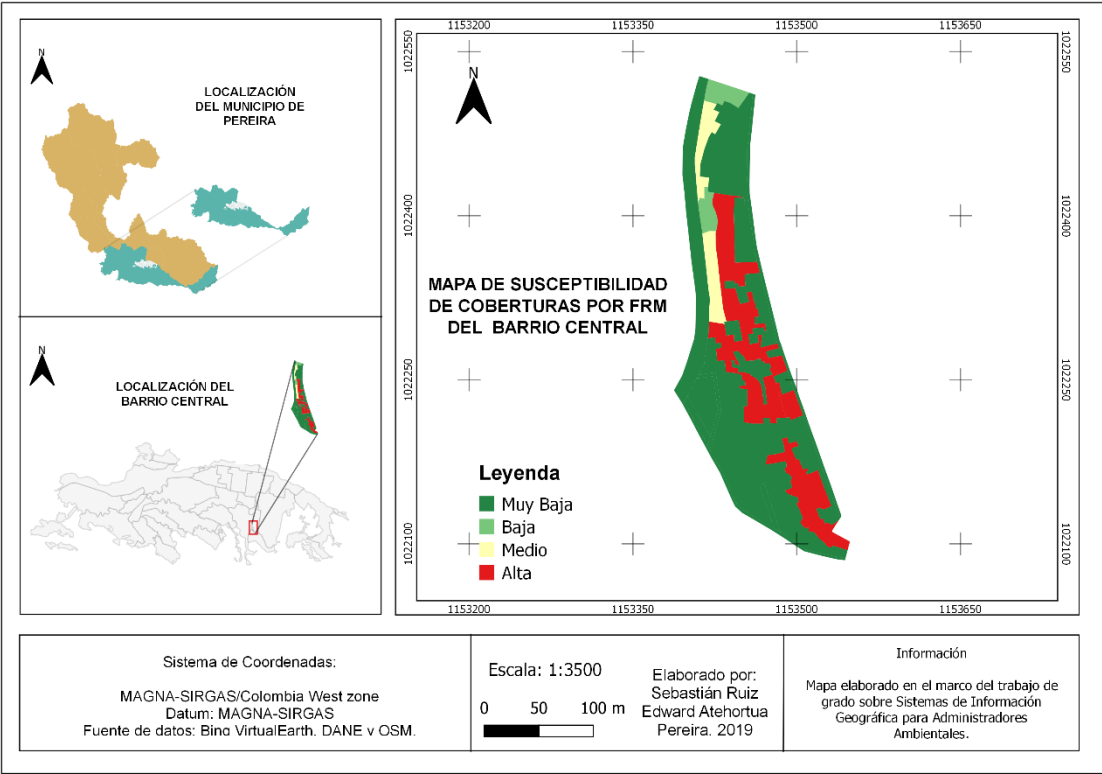 N
LOCALIZACIÓN
DEL MUNICIPIO DE
PEREIRA
N
LOCALIZACIÓN DEL
BARRIO CENTRAL
1153200 1153350 1153500 1153650
1022550 1022550
N
1022400 1022400
MAPA DE SUSCEPTIBILIDAD
DE COBERTURAS POR FRM
DEL BARRIO CENTRAL
1022250 1022250
Leyenda
Muy Baja
Baja
Medio
Alta
1022100 1022100
1153200 1153350 1153500 1153650
Sistema de Coordenadas:
MAGNA-SIRGAS/Colombia West zone
Datum: MAGNA-SIRGAS
Fuente de datos: Bing VirtualEarth. DANE y OSM.
Escala: 1:3500
0 50 100 m
Elaborado por:
Sebastián Ruiz
Edward Atehortua
Pereira. 2019
Información
Mapa elaborado en el marco del trabajo de
grado sobre Sistemas de Información
Geográfica para Administradores
Ambientales.